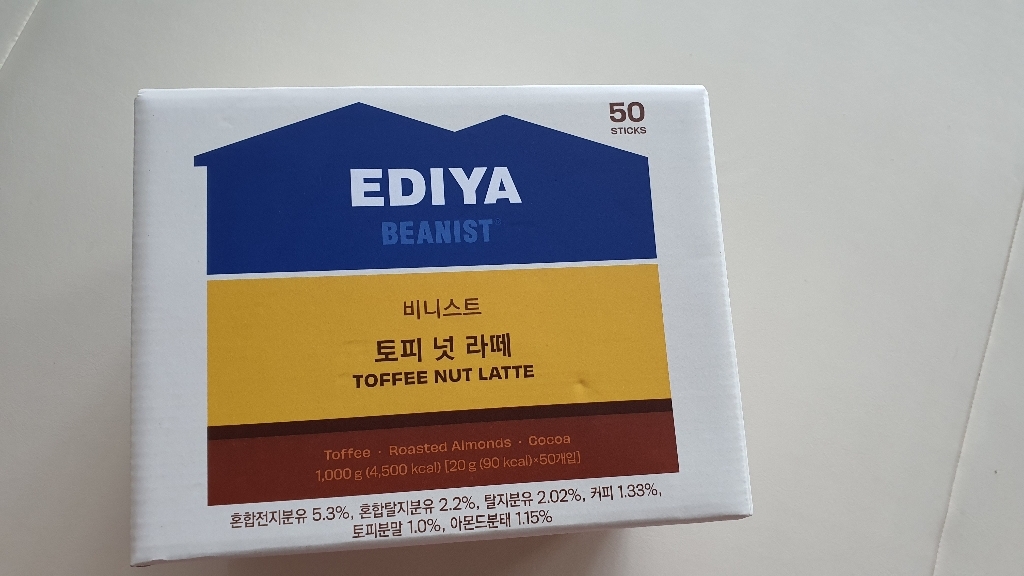 50
STICKS
EDIYA
BEANIST
비니스트
토피 넛 라떼
TOFFEE NUT LATTE
Toffee · Roasted Almonds · Cocoa
1,000 g (4,500 kcal) [20 g (90 kcal)×50개입]
혼합전지분유 5.3%, 혼합탈지분유 2.2%, 탈지분유 2.02%, 커피 1.33%,
토피분말 1.0%, 아몬드분태 1.15%